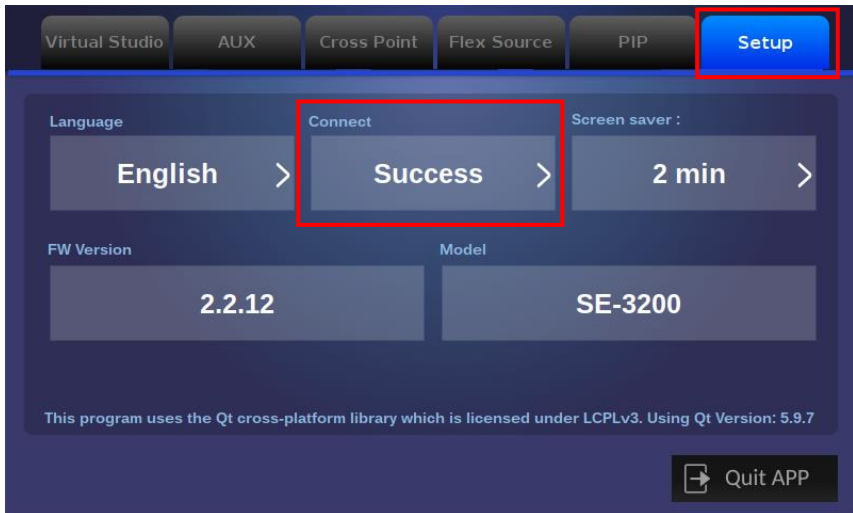 Virtual Studio AUX Cross Point Flex Source PIP Setup
Language Connect Screen saver :
English > Success > 2 min >
FW Version Model
2.2.12 SE-3200
This program uses the Qt cross-platform library which is licensed under LCPLv3. Using Qt Version: 5.9.7
Quit APP